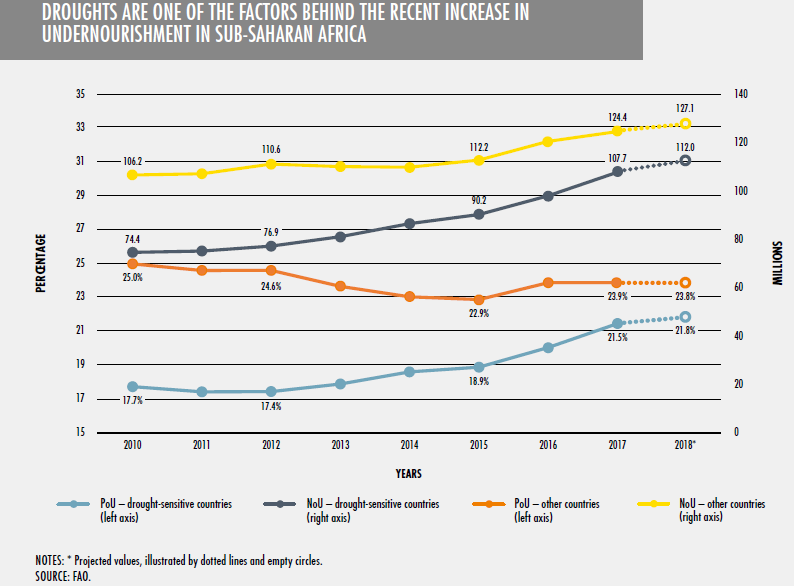 DROUGHTS ARE ONE OF THE FACTORS BEHIND THE RECENT INCREASE IN
UNDERNOURISHMENT IN SUB-SAHARAN AFRICA
PERCENTAGE
35
33
31
29
27
25
23
21
19
17
15
140
120
100
80
60
40
20
0
MILLIONS
106.2
110.6
112.2
124.4
127.1
74.4
76.9
90.2
107.7
112.0
25.0%
24.6%
22.9%
23.9%
23.8%
17.7%
17.4%
18.9%
21.5%
21.8%
2010 2011 2012 2013 2014 2015 2016 2017 2018*
YEARS
PoU – drought-sensitive countries
(left axis)
NoU – drought-sensitive countries
(right axis)
PoU – other countries
(left axis)
NoU – other countries
(right axis)
NOTES: * Projected values, illustrated by dotted lines and empty circles.
SOURCE: FAO.